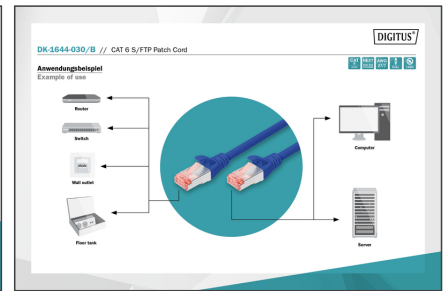 DIGITUS®
DK-1644-030/B // CAT 6 S/FTP Patch Cord
Anwendungsbeispiel
Example of use
Router
Switch
Wall outlet
Floor tank
Computer
Server